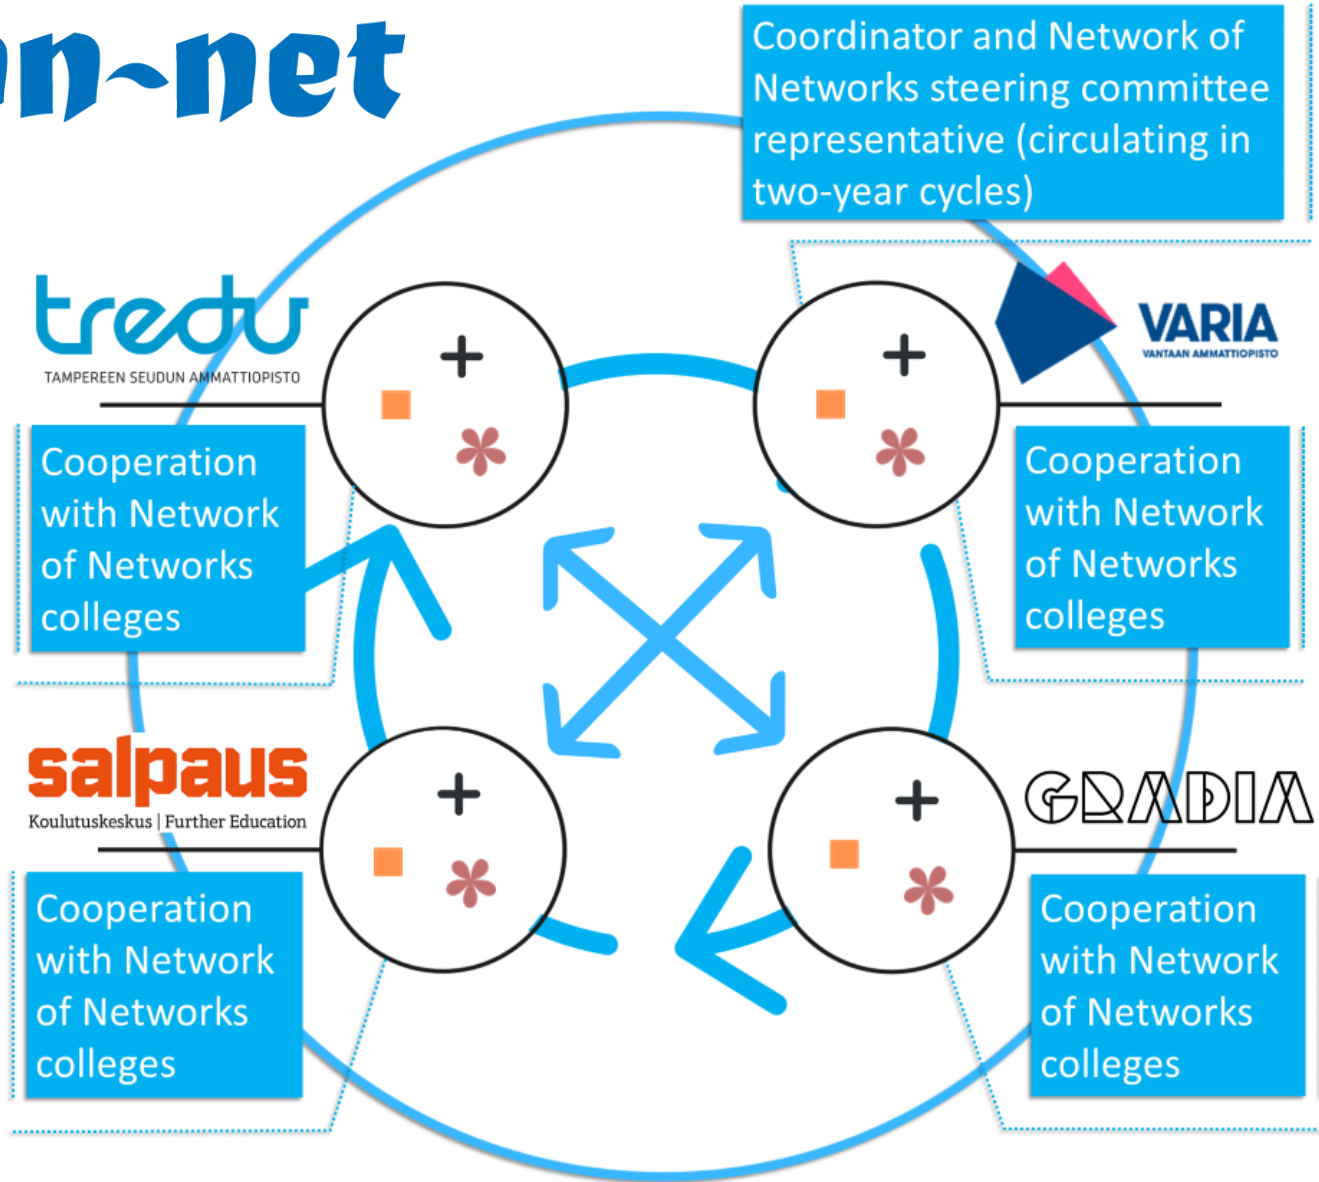 n~net
Coordinator and Network of
Networks steering committee
representative (circulating in
two-year cycles)
tredu
TAMPEREEN SEUDUN AMMATTIOPISTO
VARIA
VANTAAN AMMATTIOPISTO
Cooperation
with Network
of Networks
colleges
Cooperation
with Network
of Networks
colleges
salpaus
Koulutuskeskus | Further Education
GRADIA
Cooperation
with Network
of Networks
colleges
Cooperation
with Network
of Networks
colleges